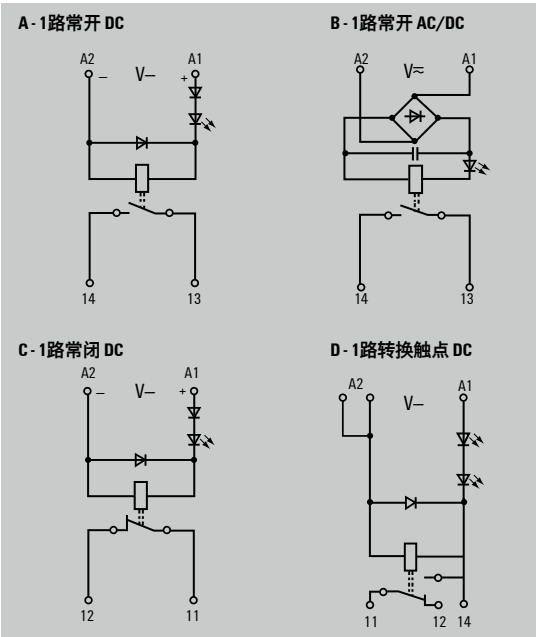 A - 1路常开 DC
B - 1路常开 AC/DC
A2 – V– + A1
A2 V≂ A1
14 13
14 13
C - 1路常闭 DC
D - 1路转换触点 DC
A2 – V– + A1
A2 V– A1
12 11
11 12 14